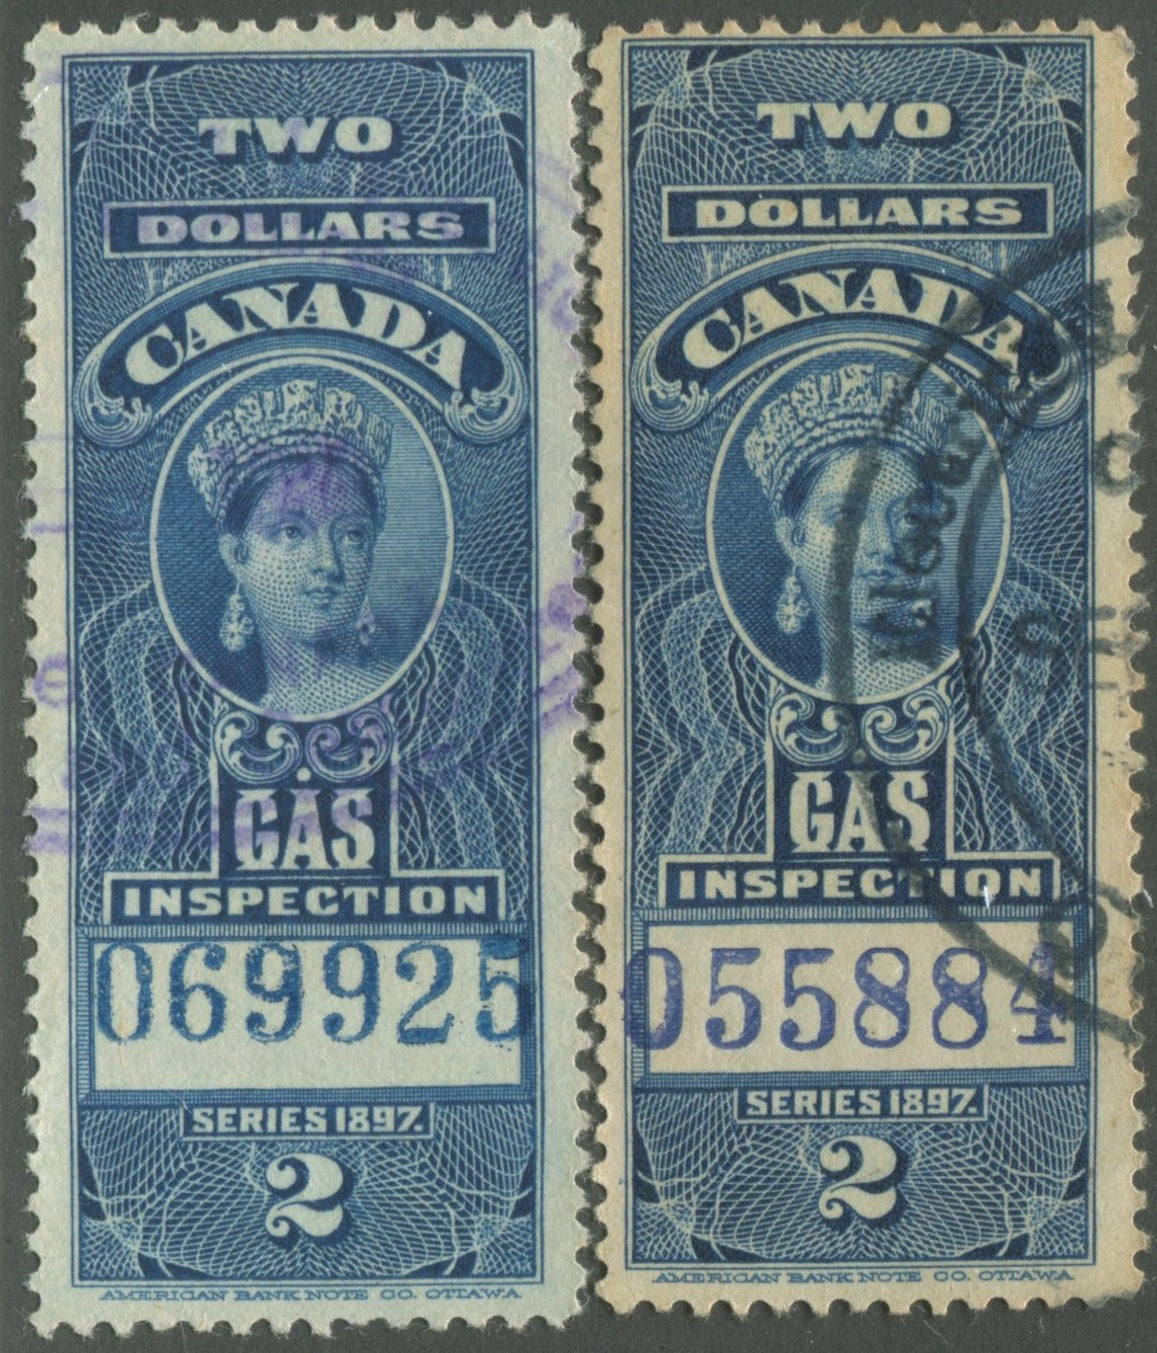 TWO
DOLLARS
CANADA
GAS
INSPECTION
069925
SERIES 1897.
2
AMERICAN BANK NOTE CO. OTTAWA
TWO
DOLLARS
CANADA
GAS
INSPECTION
055884
SERIES 1897.
2
AMERICAN BANK NOTE CO. OTTAWA